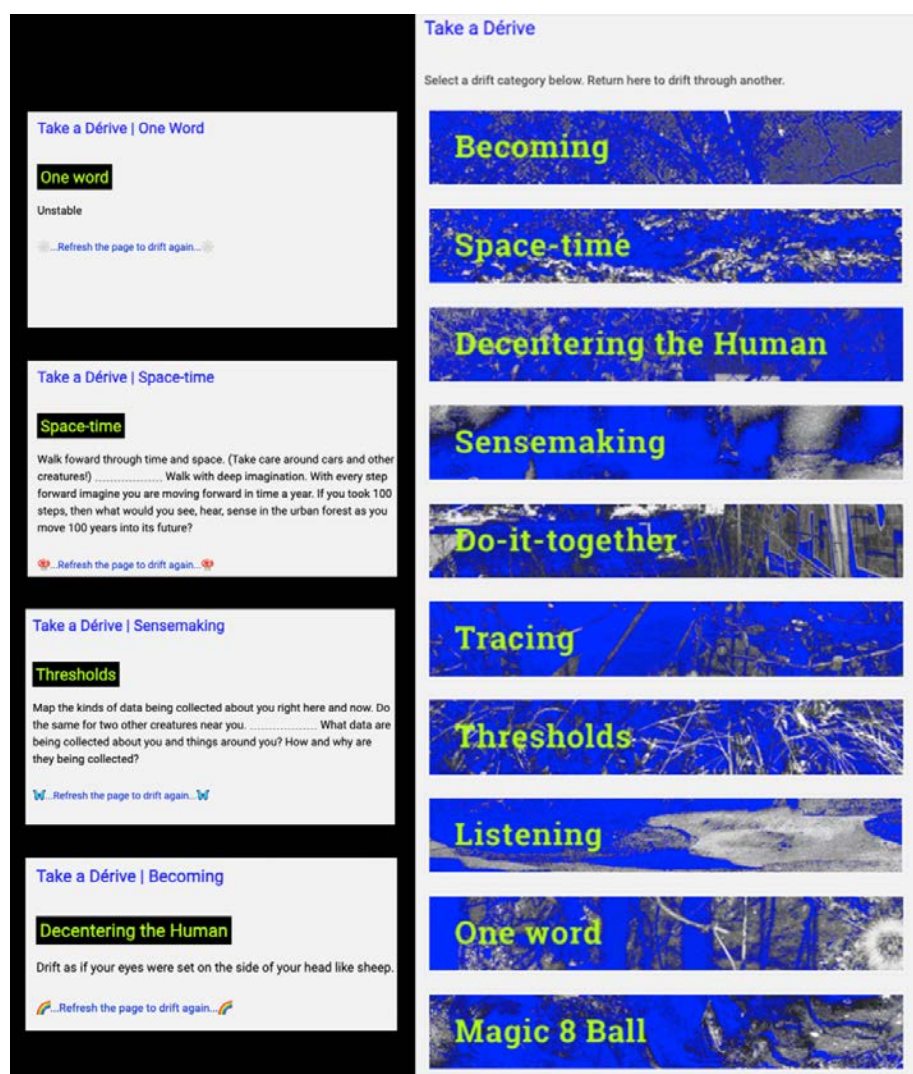 Take a Dérive | One Word
One word
Unstable
...Refresh the page to drift again...
Take a Dérive | Space-time
Space-time
Walk foward through time and space. (Take care around cars and other
creatures!) ................... Walk with deep imagination. With every step
forward imagine you are moving forward in time a year. If you took 100
steps, then what would you see, hear, sense in the urban forest as you
move 100 years into its future?
...Refresh the page to drift again...
Take a Dérive | Sensemaking
Thresholds
Map the kinds of data being collected about you right here and now. Do
the same for two other creatures near you. ................... What data are
being collected about you and things around you? How and why are
they being collected?
...Refresh the page to drift again...
Take a Dérive | Becoming
Decentering the Human
Drift as if your eyes were set on the side of your head like sheep.
...Refresh the page to drift again...
Take a Dérive
Select a drift category below. Return here to drift through another.
Becoming
Space-time
Decentering the Human
Sensemaking
Do-it-together
Tracing
Thresholds
Listening
One word
Magic 8 Ball